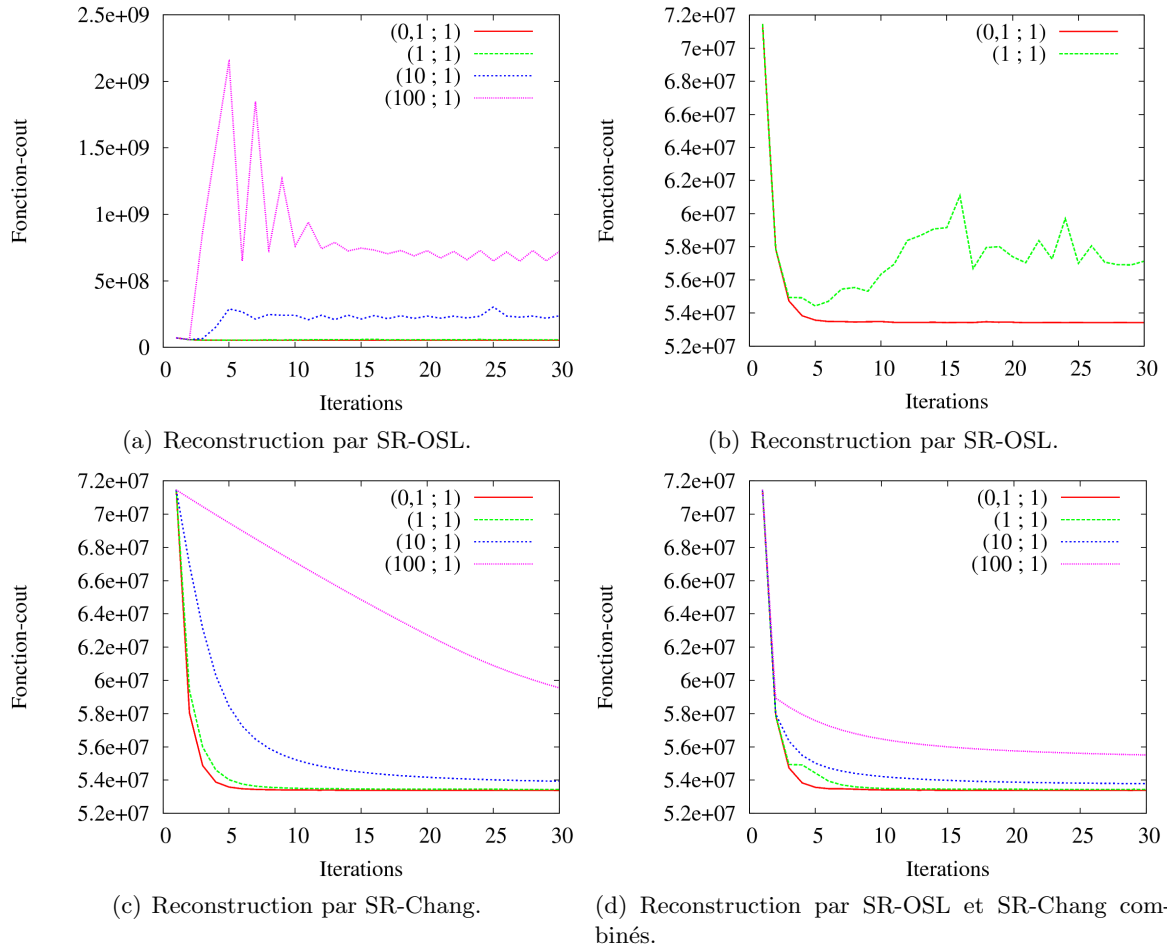 2.5e+09
2e+09
1.5e+09
1e+09
5e+08
0
Fonction-cout
(0,1 ; 1)
(1 ; 1)
(10 ; 1)
(100 ; 1)
0 5 10 15 20 25 30
Iterations
(a) Reconstruction par SR-OSL.
7.2e+07
7e+07
6.8e+07
6.6e+07
6.4e+07
6.2e+07
6e+07
5.8e+07
5.6e+07
5.4e+07
5.2e+07
Fonction-cout
(0,1 ; 1)
(1 ; 1)
0 5 10 15 20 25 30
Iterations
(b) Reconstruction par SR-OSL.
7.2e+07
7e+07
6.8e+07
6.6e+07
6.4e+07
6.2e+07
6e+07
5.8e+07
5.6e+07
5.4e+07
5.2e+07
Fonction-cout
(0,1 ; 1)
(1 ; 1)
(10 ; 1)
(100 ; 1)
0 5 10 15 20 25 30
Iterations
(c) Reconstruction par SR-Chang.
7.2e+07
7e+07
6.8e+07
6.6e+07
6.4e+07
6.2e+07
6e+07
5.8e+07
5.6e+07
5.4e+07
5.2e+07
Fonction-cout
(0,1 ; 1)
(1 ; 1)
(10 ; 1)
(100 ; 1)
0 5 10 15 20 25 30
Iterations
(d) Reconstruction par SR-OSL et SR-Chang com-
binés.